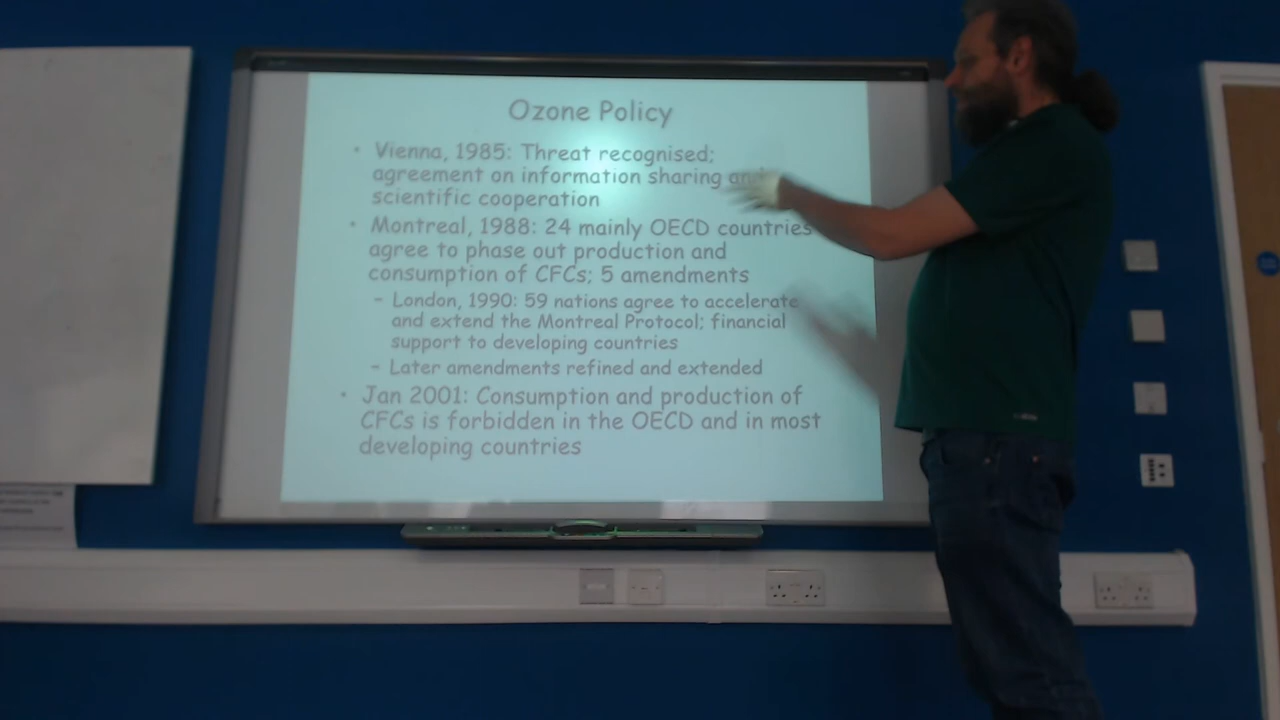 Ozone Policy
• Vienna, 1985: Threat recognised;
agreement on information sharing and
scientific cooperation
• Montreal, 1988: 24 mainly OECD countries
agree to phase out production and
consumption of CFCs; 5 amendments
– London, 1990: 59 nations agree to accelerate
and extend the Montreal Protocol; financial
support to developing countries
– Later amendments refined and extended
• Jan 2001: Consumption and production of
CFCs is forbidden in the OECD and in most
developing countries